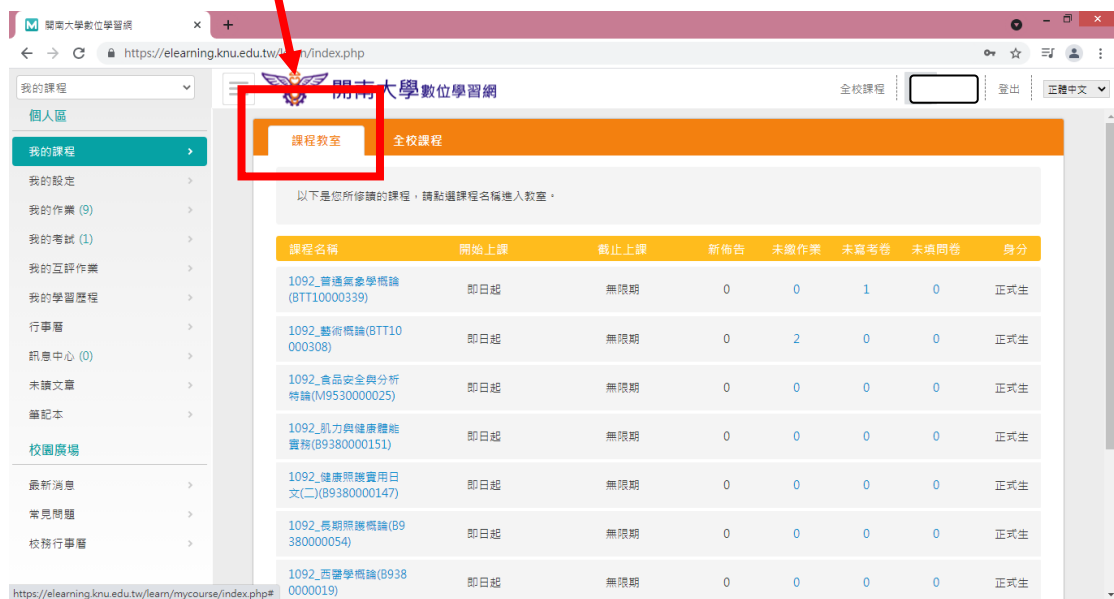 開南大學數位學習網
https://elearning.knu.edu.tw/learn/index.php
我的課程
開南大學數位學習網
全校課程
登出
正體中文
個人區
我的課程
我的設定
我的作業 (9)
我的考試 (1)
我的互評作業
我的學習歷程
行事曆
訊息中心 (0)
未讀文章
筆記本
校園廣場
最新消息
常見問題
校務行事曆
課程教室 全校課程
以下是您所修讀的課程，請點選課程名稱進入教室。
課程名稱 開始上課 截止上課 新佈告 未繳作業 未寫考卷 未填問卷 身分
1092_普通氣象學概論
(BTT10000339) 即日起 無限期 0 0 1 0 正式生
1092_藝術概論(BTT10
000308) 即日起 無限期 0 2 0 0 正式生
1092_食品安全與分析
特論(M9530000025) 即日起 無限期 0 0 0 0 正式生
1092_肌力與健康體能
實務(B9380000151) 即日起 無限期 0 0 0 0 正式生
1092_健康照護實用日
文(二)(B9380000147) 即日起 無限期 0 0 0 0 正式生
1092_長期照護概論(B9
380000054) 即日起 無限期 0 0 0 0 正式生
1092_西醫學概論(B938
0000019) 即日起 無限期 0 0 0 0 正式生
https://elearning.knu.edu.tw/learn/mycourse/index.php#